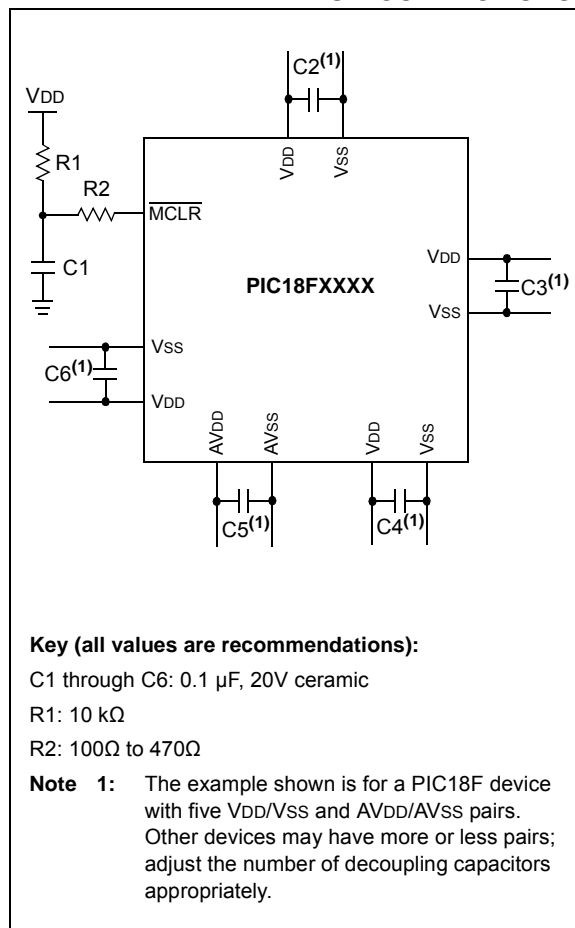 C2(1)
VDD
R1
R2
C1
VDD
VSS
MCLR
PIC18FXXXX
VDD
C3(1)
VSS
VSS
C6(1)
VDD
AVDD
AVSS
VDD
VSS
C5(1)
C4(1)
Key (all values are recommendations):
C1 through C6: 0.1 µF, 20V ceramic
R1: 10 kΩ
R2: 100Ω to 470Ω
Note 1: The example shown is for a PIC18F device
with five VDD/VSS and AVDD/AVSS pairs.
Other devices may have more or less pairs;
adjust the number of decoupling capacitors
appropriately.